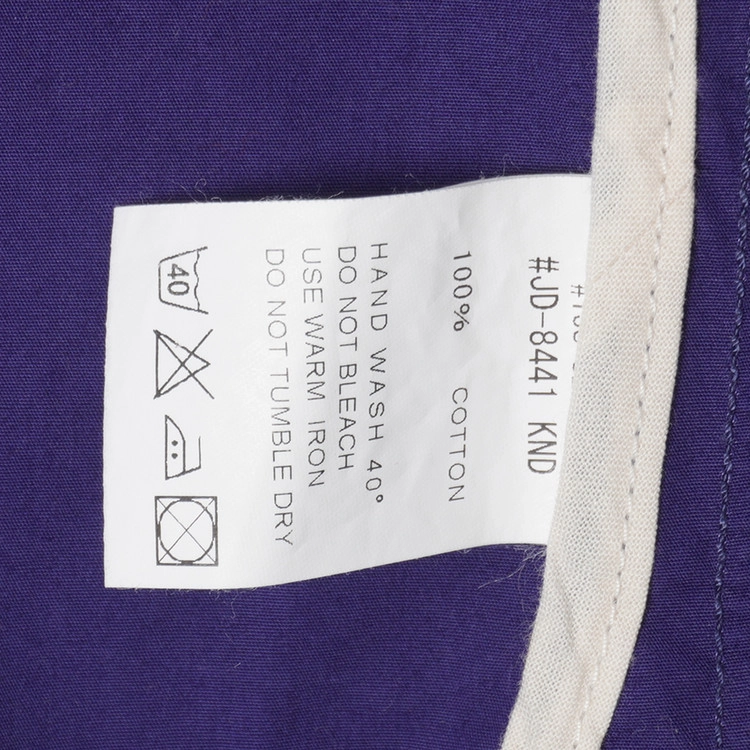 #JD-8441 KND
100% COTTON
HAND WASH 40°
DO NOT BLEACH
USE WARM IRON
DO NOT TUMBLE DRY
40